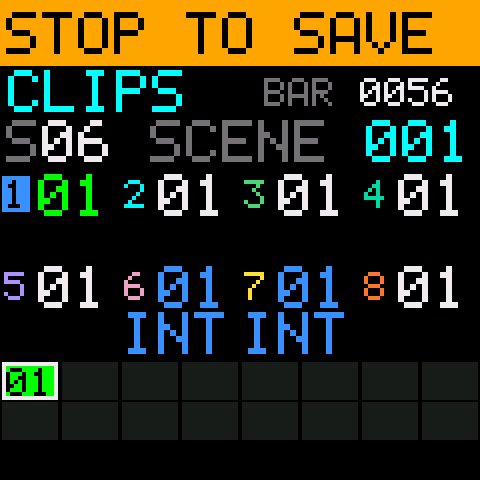 STOP TO SAVE
CLIPS BAR 0056
S06 SCENE 001
1 01 2 01 3 01 4 01
5 01 6 01 7 01 8 01
INT INT
01